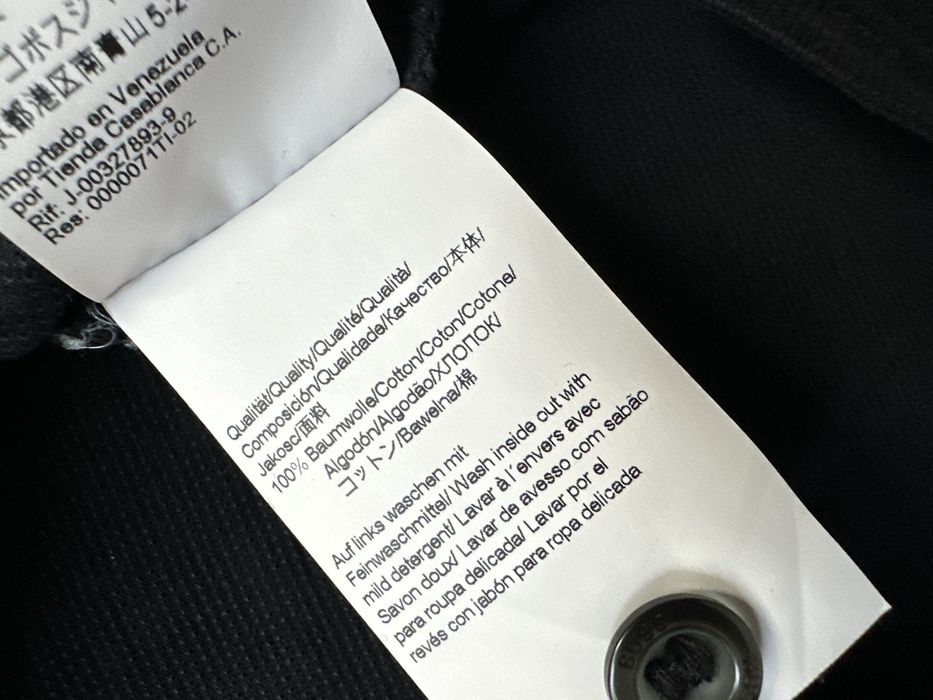 ゴボスジャ
京都港区南青山 5-2
Importado en Venezuela
por Tienda Casablanca C.A.
Rif: J-00327893-9
Res: 0000071TI-02
Qualität/Quality/Qualité/Qualità/
Composición/Qualidade/Качество/本体/
Jakosc/面料
100% Baumwolle/Cotton/Coton/Cotone/
Algodón/Algodão/ХЛОПОК/
コットン/Bawelna/棉
Auf links waschen mit
Feinwaschmittel/ Wash inside out with
mild detergent/ Lavar à l'envers avec
Savon doux/ Lavar de avesso com sabão
para roupa delicada/ Lavar por el
revés con jabón para ropa delicada